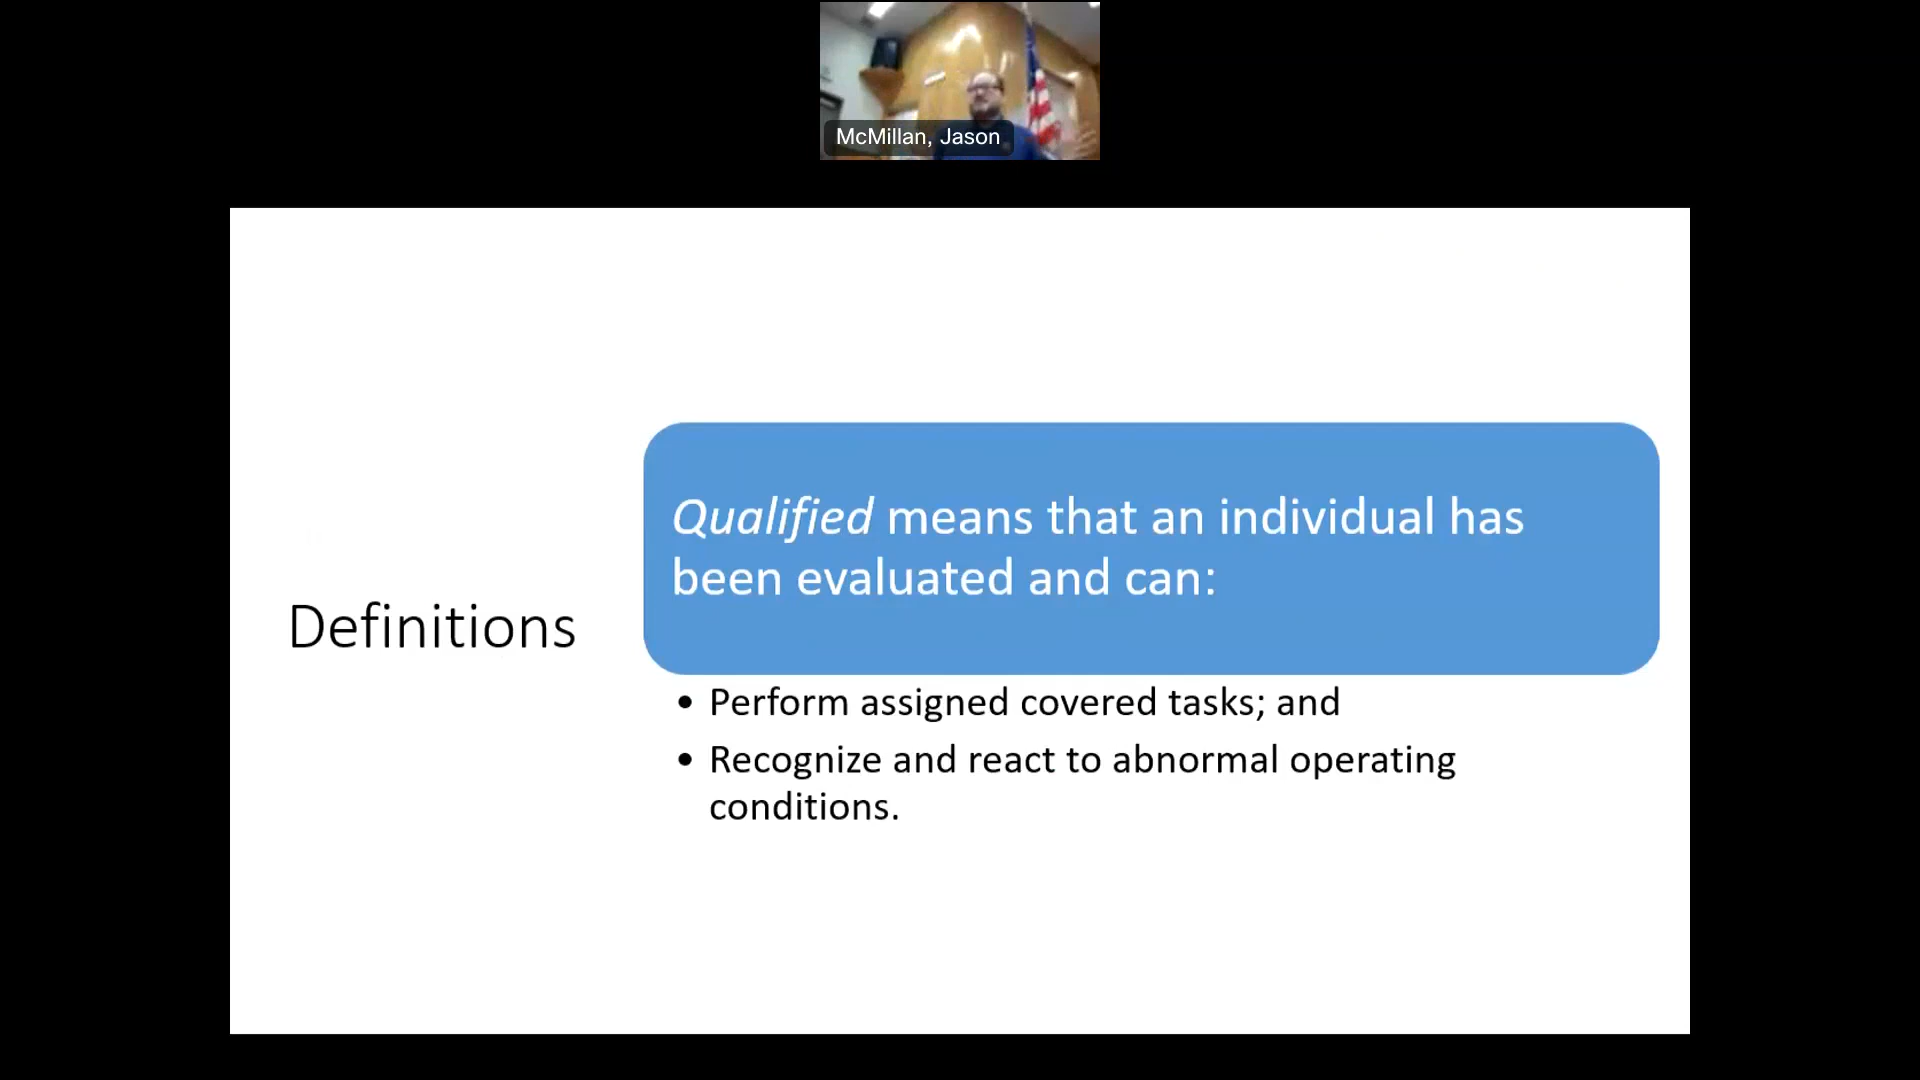 McMillan, Jason
Definitions
Qualified means that an individual has
been evaluated and can:
• Perform assigned covered tasks; and
• Recognize and react to abnormal operating
conditions.